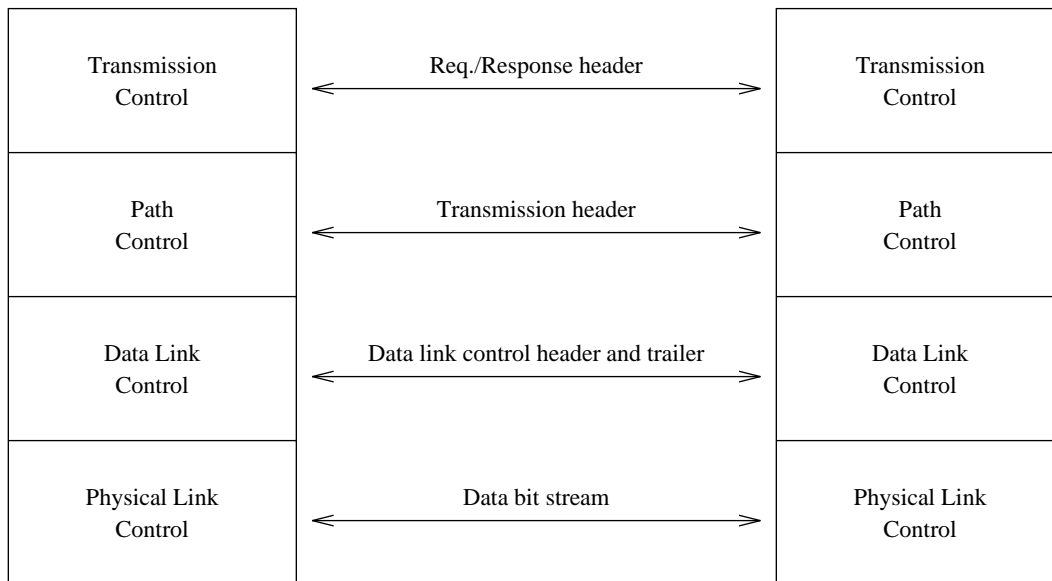 Transmission
Control
Req./Response header
Transmission
Control
Path
Control
Transmission header
Path
Control
Data Link
Control
Data link control header and trailer
Data Link
Control
Physical Link
Control
Data bit stream
Physical Link
Control